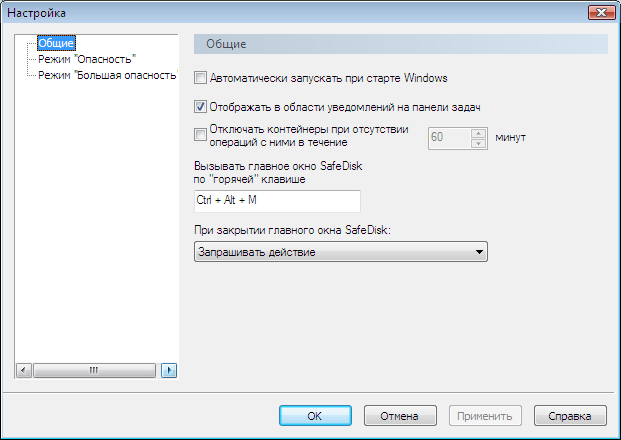 Настройка
Общие
Режим "Опасность"
Режим "Большая опасность"
Общие
Автоматически запускать при старте Windows
Отображать в области уведомлений на панели задач
Отключать контейнеры при отсутствии
операций с ними в течение
60
минут
Вызывать главное окно SafeDisk
по "горячей" клавише
Ctrl + Alt + M
При закрытии главного окна SafeDisk:
Запрашивать действие
OK
Отмена
Применить
Справка